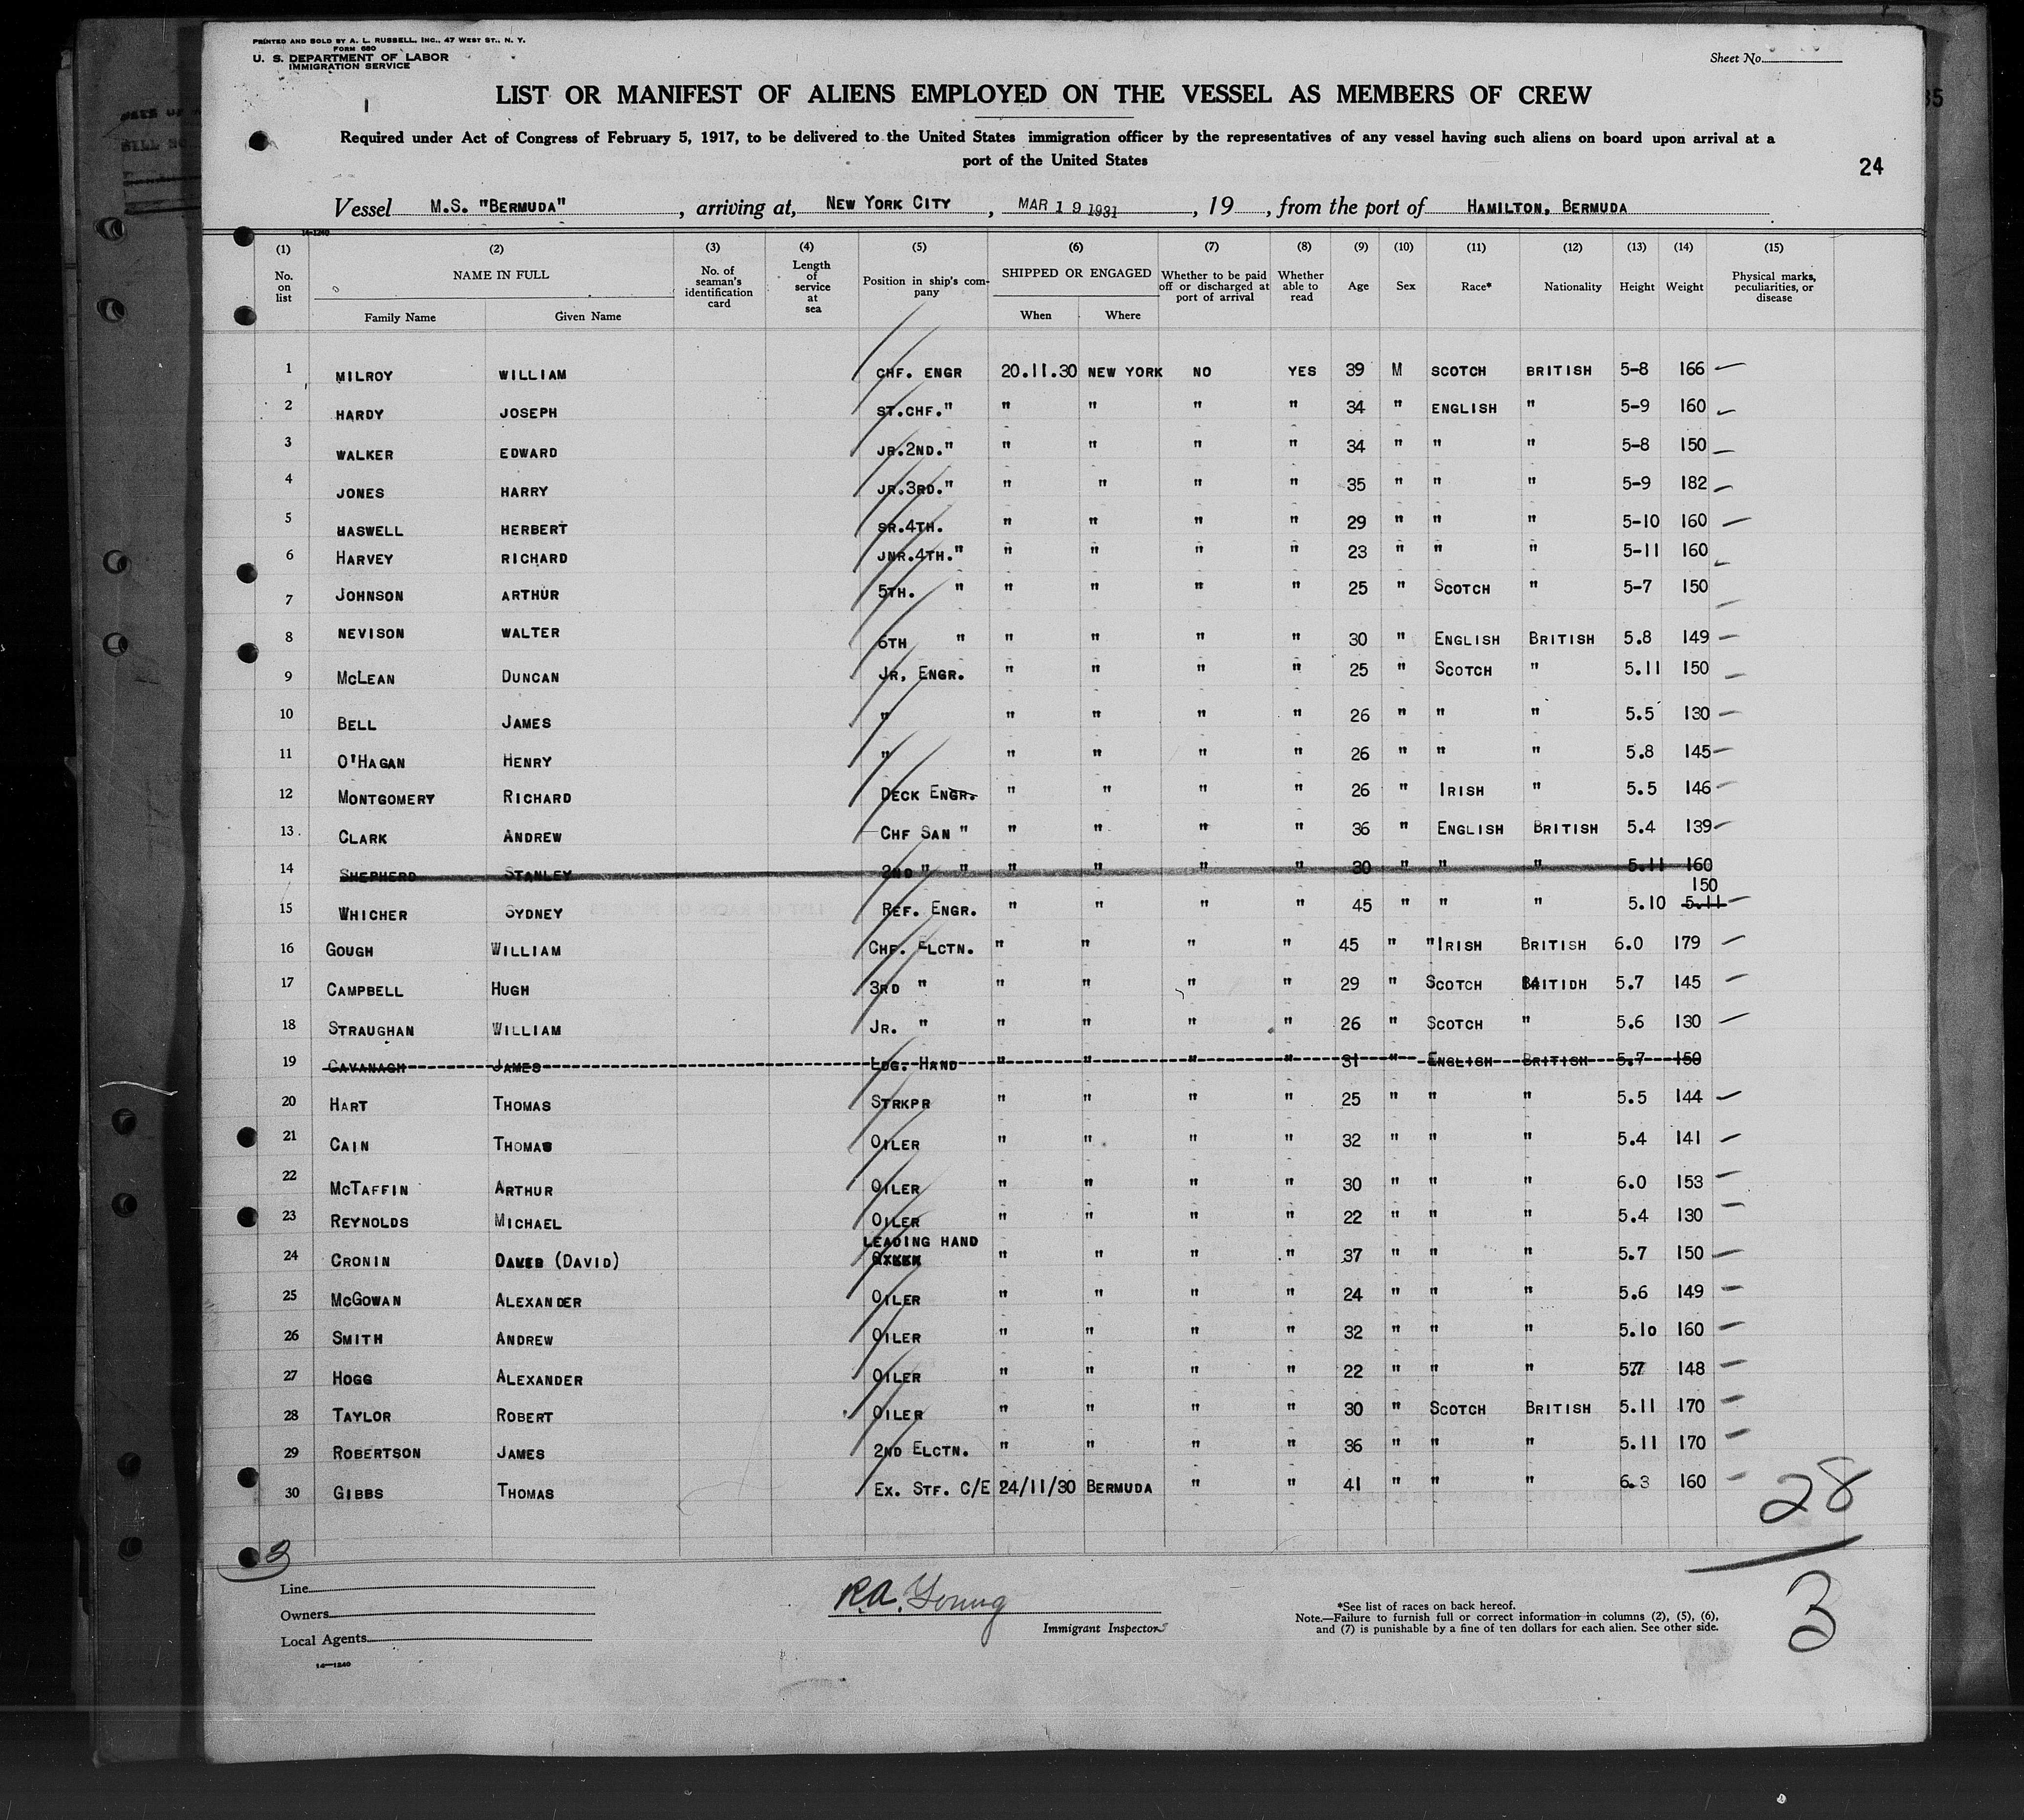 PRINTED AND SOLD BY A. L. RUSSELL, INC., 47 WEST ST., N. Y.
FORM 680
U. S. DEPARTMENT OF LABOR
IMMIGRATION SERVICE
Sheet No.
1
LIST OR MANIFEST OF ALIENS EMPLOYED ON THE VESSEL AS MEMBERS OF CREW
Required under Act of Congress of February 5, 1917, to be delivered to the United States immigration officer by the representatives of any vessel having such aliens on board upon arrival at a
port of the United States
24
Vessel M.S. "BERMUDA" , arriving at, NEW YORK CITY , MAR 19 1931 , 19 , from the port of HAMILTON, BERMUDA
14-1240
(1) (2) (3) (4) (5) (6) (7) (8) (9) (10) (11) (12) (13) (14) (15)
No. on list NAME IN FULL Family Name Given Name No. of seaman's identification card Length of service at sea Position in ship's company SHIPPED OR ENGAGED When Where Whether to be paid off or discharged at port of arrival Whether able to read Age Sex Race* Nationality Height Weight Physical marks, peculiarities, or disease
1 MILROY WILLIAM CHF. ENGR 20.11.30 NEW YORK NO YES 39 M SCOTCH BRITISH 5-8 166
2 HARDY JOSEPH ST.CHF." " " " " 34 " ENGLISH " 5-9 160
3 WALKER EDWARD JR.2ND." " " " " 34 " " " 5-8 150
4 JONES HARRY JR.3RD." " " " " 35 " " " 5-9 182
5 HASWELL HERBERT SR.4TH. " " " " 29 " " " 5-10 160
6 HARVEY RICHARD JNR.4TH." " " " " 23 " " " 5-11 160
7 JOHNSON ARTHUR 5TH. " " " " " 25 " SCOTCH " 5-7 150
8 NEVISON WALTER 6TH " " " " " 30 " ENGLISH BRITISH 5.8 149
9 MCLEAN DUNCAN JR, ENGR. " " " " 25 " SCOTCH " 5.11 150
10 BELL JAMES " " " " " 26 " " " 5.5 130
11 O'HAGAN HENRY " " " " " 26 " " " 5.8 145
12 MONTGOMERY RICHARD DECK ENGR. " " " " 26 " IRISH " 5.5 146
13. CLARK ANDREW CHF SAN " " " " " 36 " ENGLISH BRITISH 5.4 139
14 SHEPHERD STANLEY 2ND " " " " " " 30 " " " 5.11 160
150
15 WHICHER SYDNEY REF. ENGR. " " " " 45 " " " 5.10 5.11
16 GOUGH WILLIAM CHF. ELCTN. " " " " 45 " "IRISH BRITISH 6.0 179
17 CAMPBELL HUGH 3RD " " " " " 29 " SCOTCH BRITIDH 5.7 145
18 STRAUGHAN WILLIAM JR. " " " " " 26 " SCOTCH " 5.6 130
19 CAVANAGH JAMES LDG. HAND " " " " 31 " ENGLISH BRITISH 5.7 150
20 HART THOMAS STRKPR " " " " 25 " " " 5.5 144
21 CAIN THOMAS OILER " " " " 32 " " " 5.4 141
22 MCTAFFIN ARTHUR OILER " " " " 30 " " " 6.0 153
23 REYNOLDS MICHAEL OILER " " " " 22 " " " 5.4 130
LEADING HAND
24 CRONIN (DAVID) " " " " 37 " " " 5.7 150
25 MCGOWAN ALEXANDER OILER " " " " 24 " " " 5.6 149
26 SMITH ANDREW OILER " " " " 32 " " " 5.10 160
27 HOGG ALEXANDER OILER " " " " 22 " " " 5.7 148
28 TAYLOR ROBERT OILER " " " " 30 " SCOTCH BRITISH 5.11 170
29 ROBERTSON JAMES 2ND ELCTN. " " " " 36 " " " 5.11 170
30 GIBBS THOMAS EX. STF. C/E 24/11/30 BERMUDA " " 41 " " " 6.3 160
28
3
3
Line
Owners
Local Agents
14—1240
R.A. Young
Immigrant Inspector
*See list of races on back hereof.
Note.—Failure to furnish full or correct information in columns (2), (5), (6),
and (7) is punishable by a fine of ten dollars for each alien. See other side.